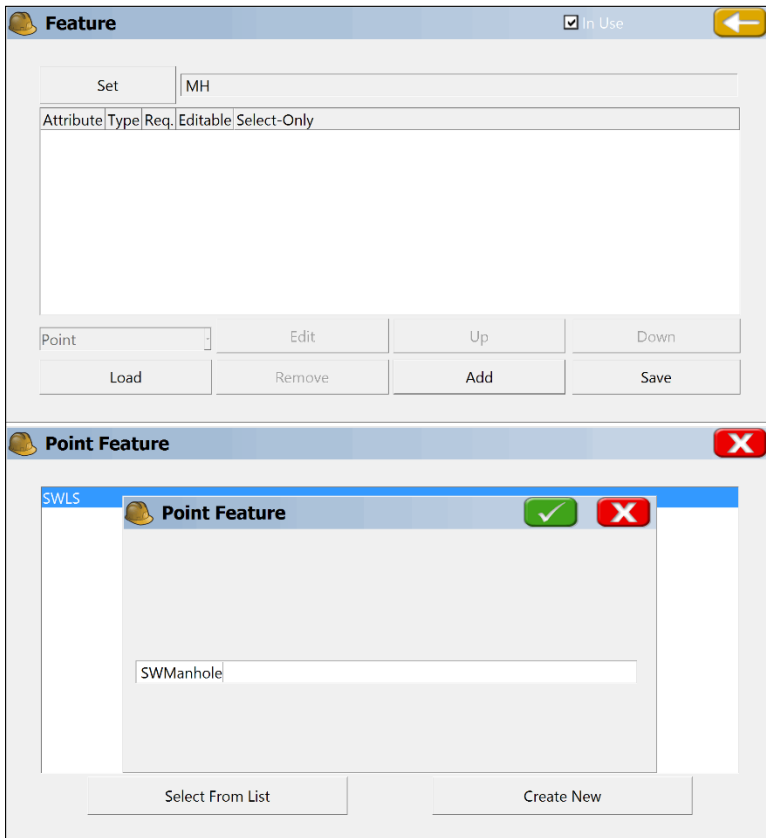 Feature In Use
Set MH
Attribute Type Req. Editable Select-Only
Point Edit Up Down
Load Remove Add Save
Point Feature
SWLS
Point Feature
SWManhole
Select From List Create New